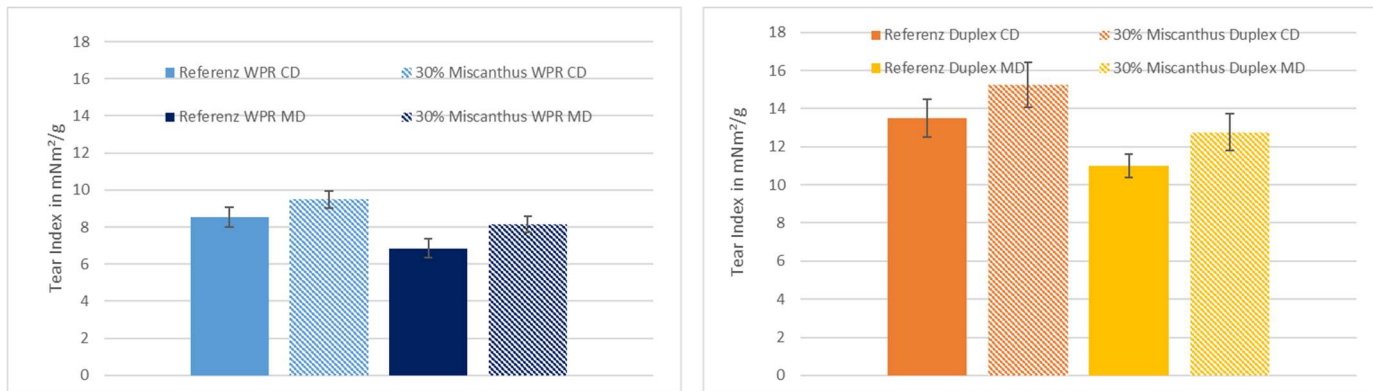 18
16
14
12
10
8
6
4
2
0
Tear Index in mNm²/g
Referenz WPR CD
30% Miscanthus WPR CD
Referenz WPR MD
30% Miscanthus WPR MD
18
16
14
12
10
8
6
4
2
0
Tear Index in mNm²/g
Referenz Duplex CD
30% Miscanthus Duplex CD
Referenz Duplex MD
30% Miscanthus Duplex MD